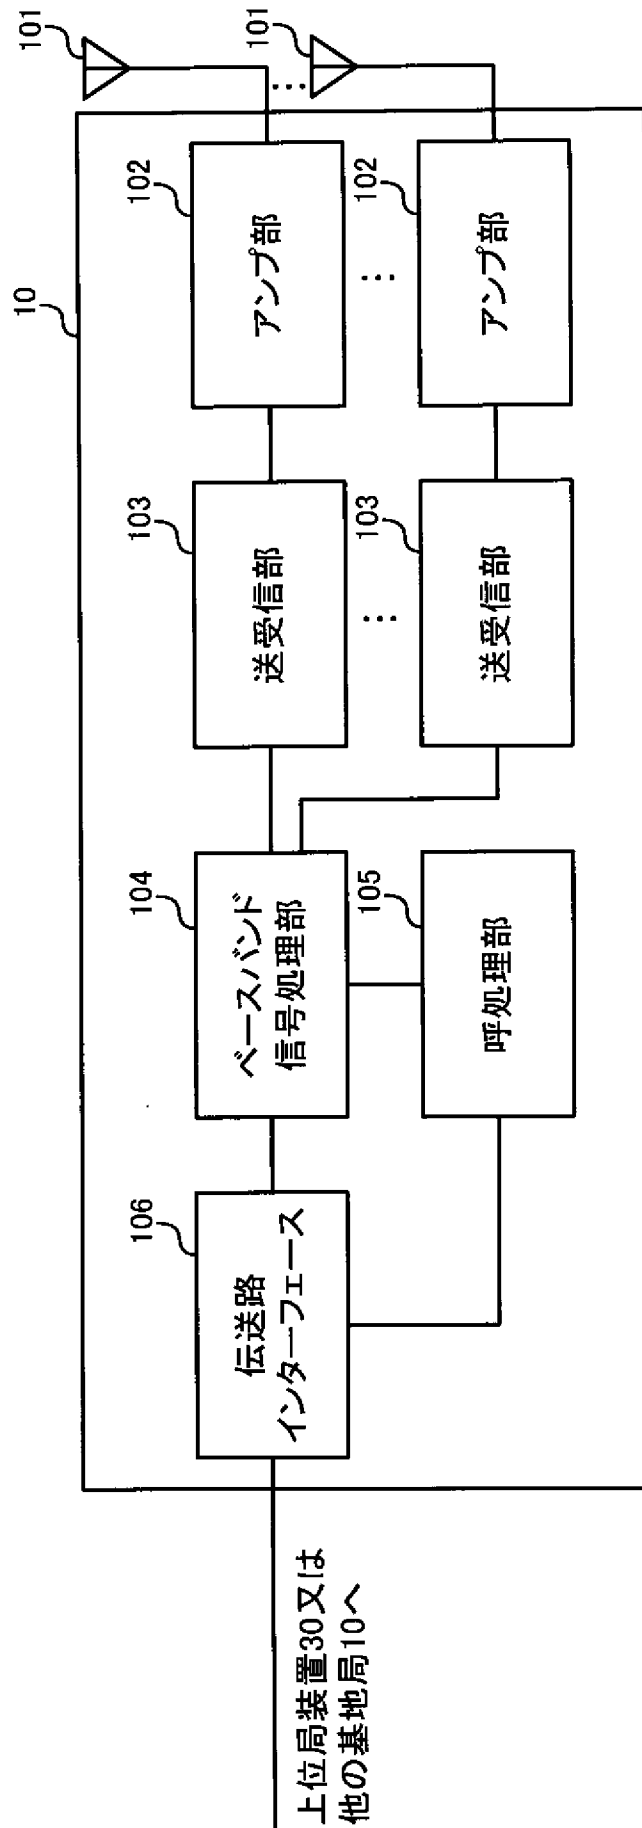 10
101
101
102
アンプ部
102
アンプ部
103
送受信部
103
送受信部
104
ベースバンド
信号処理部
105
呼処理部
106
伝送路
インターフェース
上位局装置30又は
他の基地局10へ